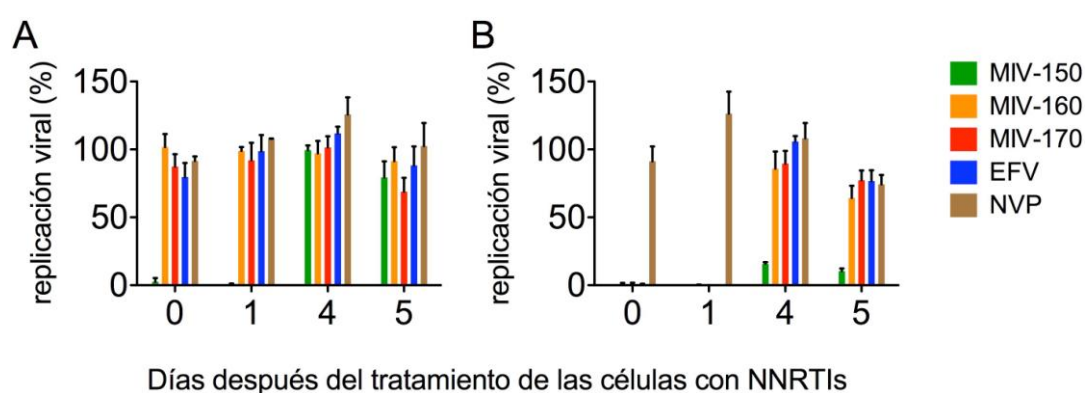 A
replicación viral (%)
150
100
50
0
0 1 4 5
B
replicación viral (%)
150
100
50
0
0 1 4 5
MIV-150
MIV-160
MIV-170
EFV
NVP
Días después del tratamiento de las células con NNRTIs